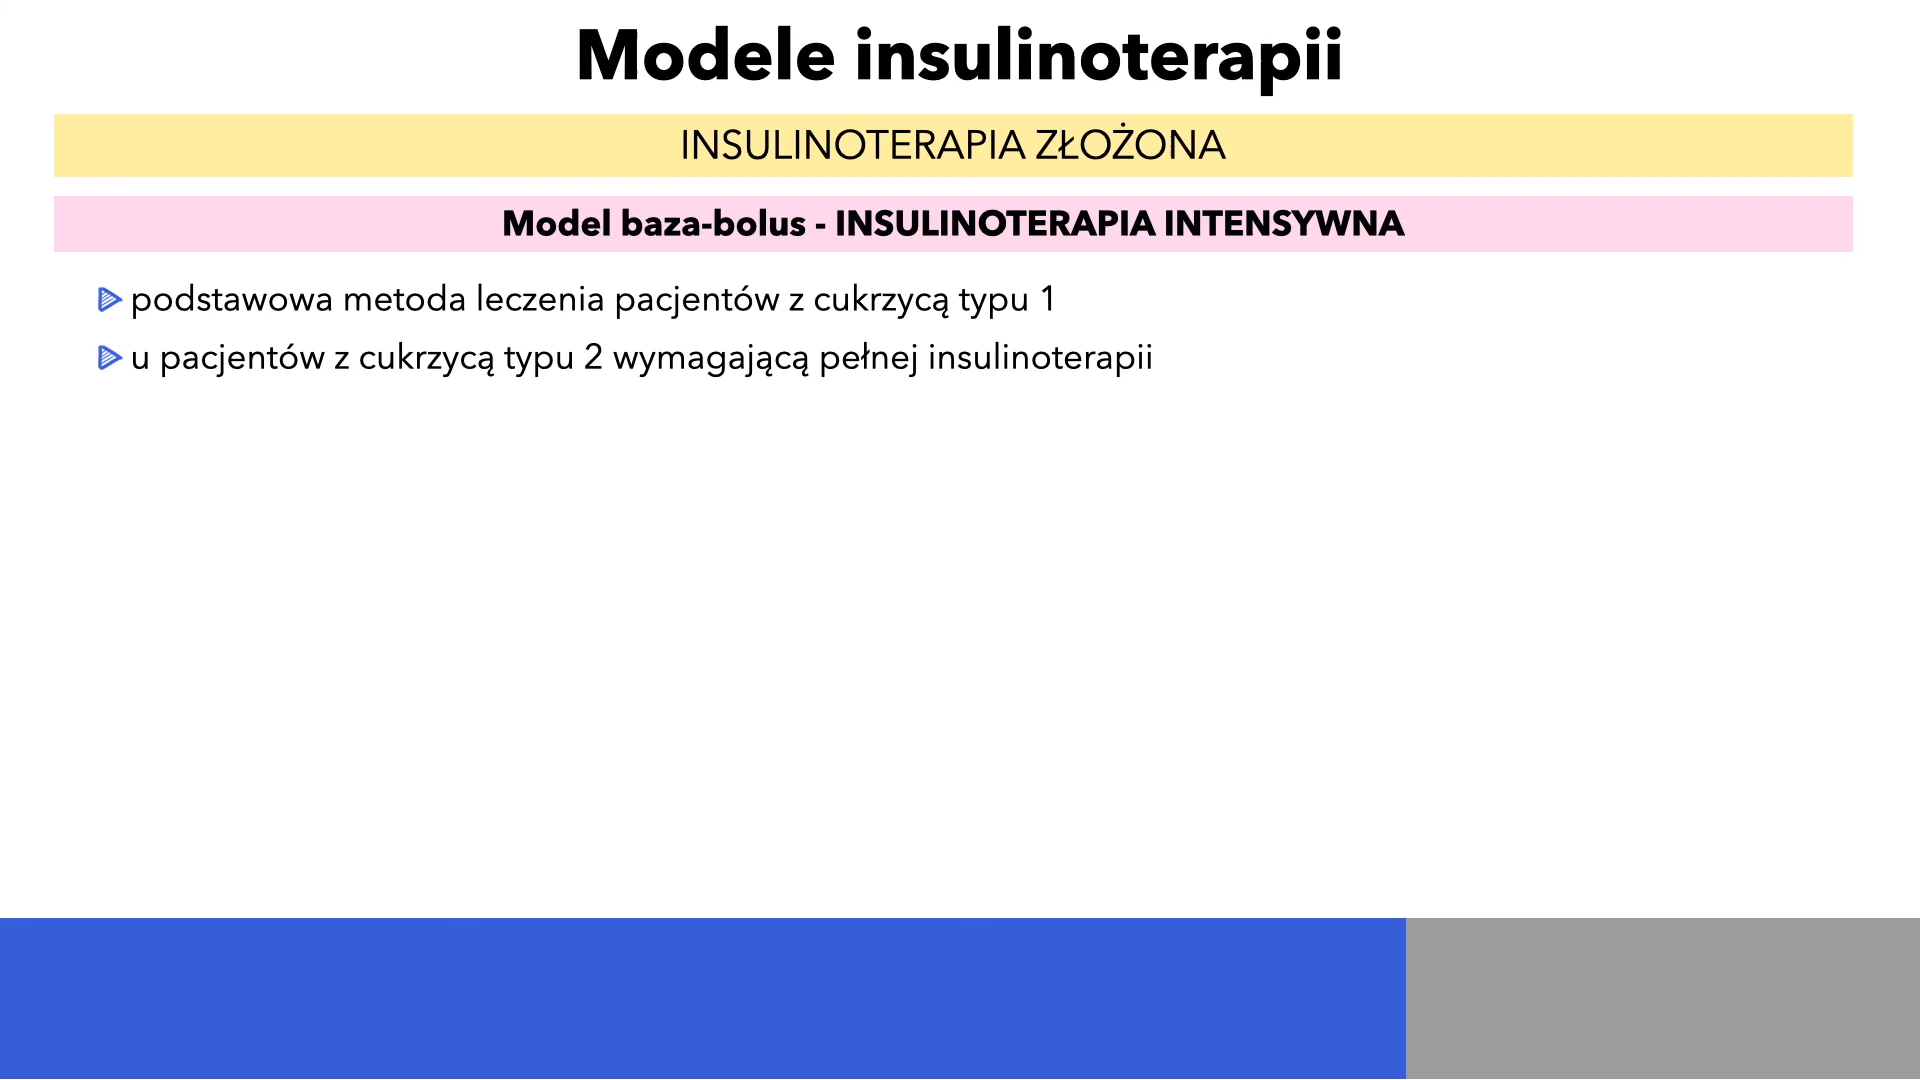 Modele insulinoterapii
INSULINOTERAPIA ZŁOŻONA
Model baza-bolus - INSULINOTERAPIA INTENSYWNA
podstawowa metoda leczenia pacjentów z cukrzycą typu 1
u pacjentów z cukrzycą typu 2 wymagającą pełnej insulinoterapii